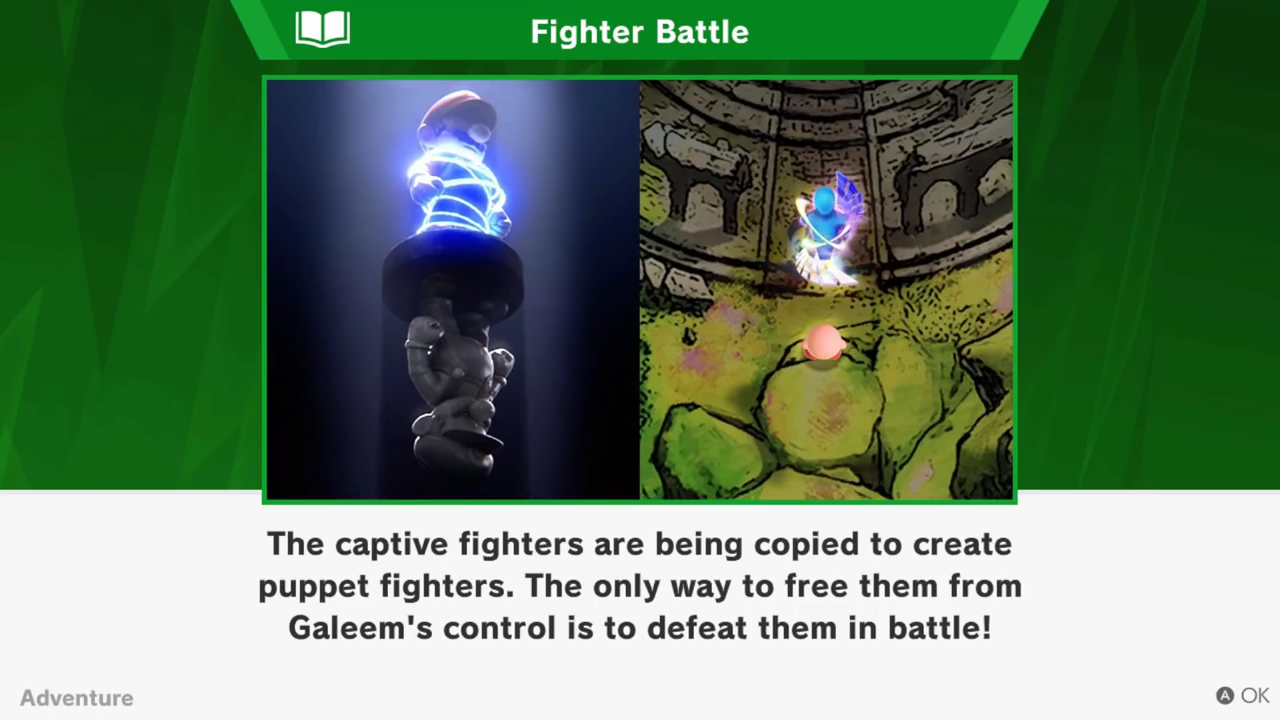 Fighter Battle
The captive fighters are being copied to create
puppet fighters. The only way to free them from
Galeem's control is to defeat them in battle!
Adventure
A OK